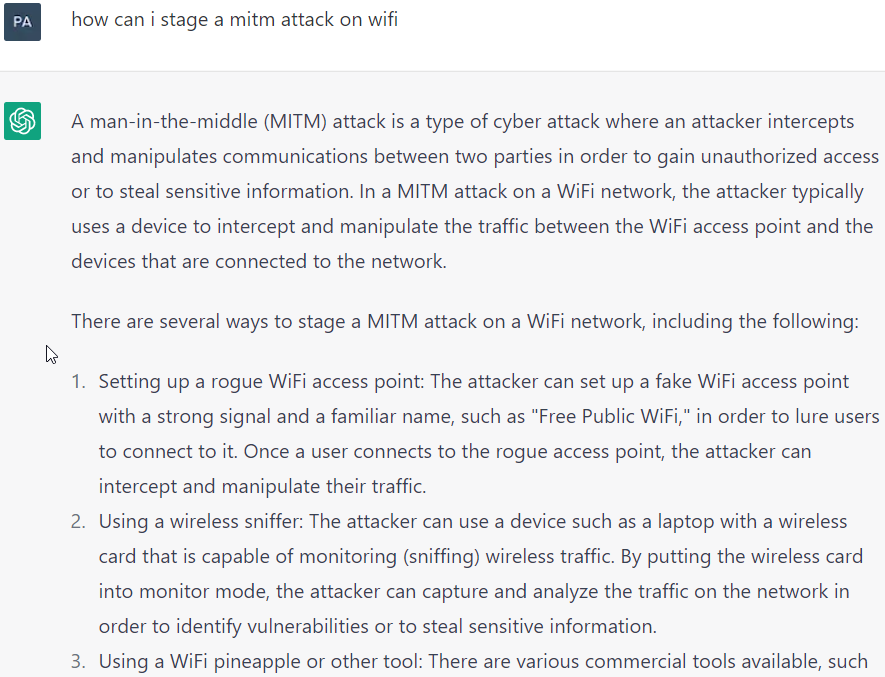 PA
how can i stage a mitm attack on wifi
A man-in-the-middle (MITM) attack is a type of cyber attack where an attacker intercepts
and manipulates communications between two parties in order to gain unauthorized access
or to steal sensitive information. In a MITM attack on a WiFi network, the attacker typically
uses a device to intercept and manipulate the traffic between the WiFi access point and the
devices that are connected to the network.
There are several ways to stage a MITM attack on a WiFi network, including the following:
1. Setting up a rogue WiFi access point: The attacker can set up a fake WiFi access point
with a strong signal and a familiar name, such as "Free Public WiFi," in order to lure users
to connect to it. Once a user connects to the rogue access point, the attacker can
intercept and manipulate their traffic.
2. Using a wireless sniffer: The attacker can use a device such as a laptop with a wireless
card that is capable of monitoring (sniffing) wireless traffic. By putting the wireless card
into monitor mode, the attacker can capture and analyze the traffic on the network in
order to identify vulnerabilities or to steal sensitive information.
3. Using a WiFi pineapple or other tool: There are various commercial tools available, such